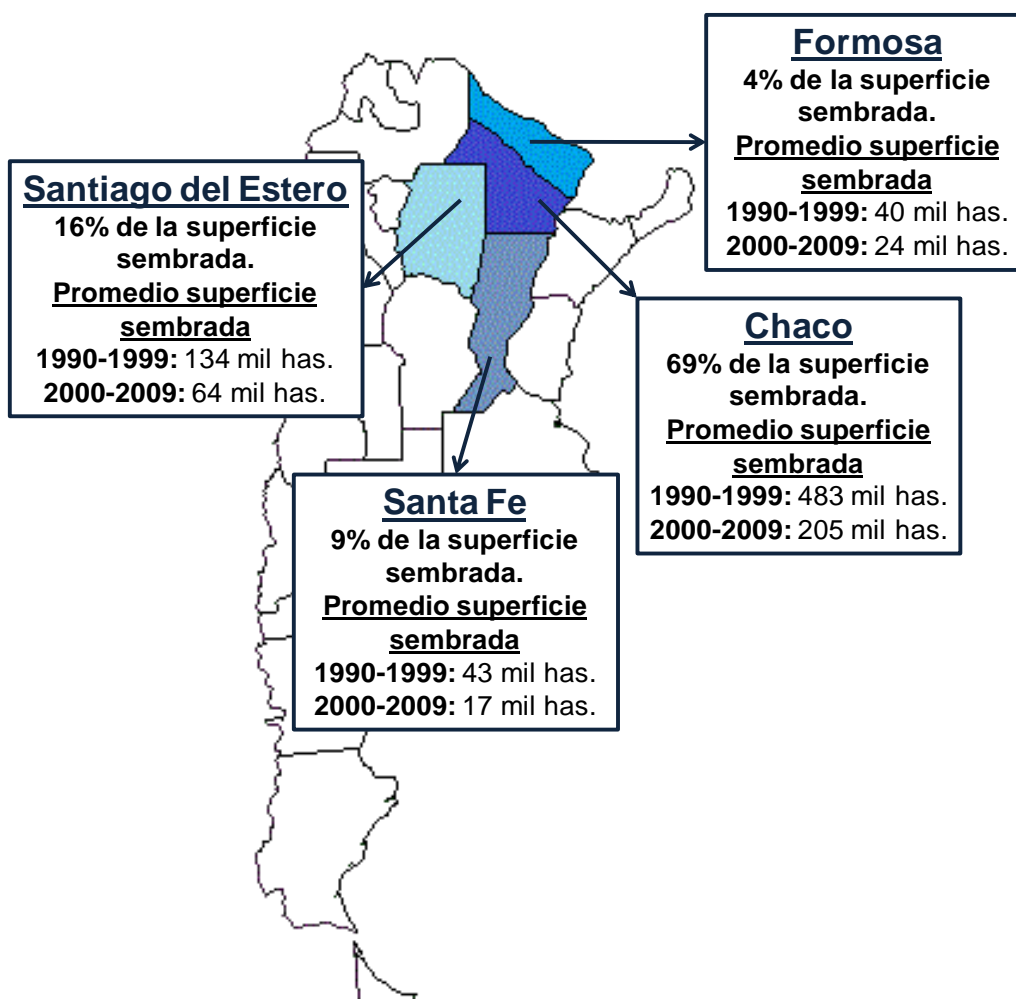 Formosa
4% de la superficie
sembrada.
Promedio superficie
sembrada
1990-1999: 40 mil has.
2000-2009: 24 mil has.
Santiago del Estero
16% de la superficie
sembrada.
Promedio superficie
sembrada
1990-1999: 134 mil has.
2000-2009: 64 mil has.
Chaco
69% de la superficie
sembrada.
Promedio superficie
sembrada
1990-1999: 483 mil has.
2000-2009: 205 mil has.
Santa Fe
9% de la superficie
sembrada.
Promedio superficie
sembrada
1990-1999: 43 mil has.
2000-2009: 17 mil has.